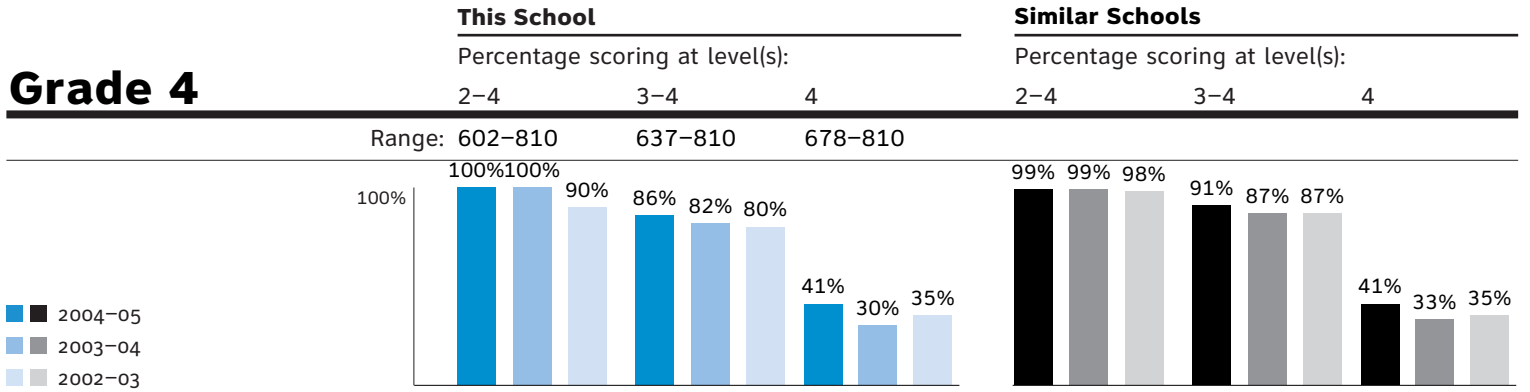 This School Similar Schools
Percentage scoring at level(s): Percentage scoring at level(s):
Grade 4
2–4 3–4 4 2–4 3–4 4
Range: 602–810 637–810 678–810
100% 100% 90% 86% 82% 80% 41% 30% 35% 99% 99% 98% 91% 87% 87% 41% 33% 35%
100%
2004–05
2003–04
2002–03